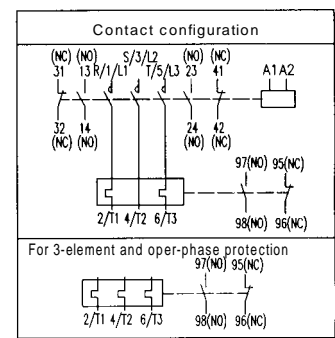 Contact configuration
(NC) (NO) S/3/L2 (NO) (NC)
31 13 R/1/L1 T/5/L3 23 41 A1 A2
32 14 24 42
(NC) (NO) (NO) (NC)
97(NO) 95(NC)
2/T1 4/T2 6/T3 98(NO) 96(NC)
For 3-element and oper-phase protection
97(NO) 95(NC)
2/T1 4/T2 6/T3 98(NO) 96(NC)